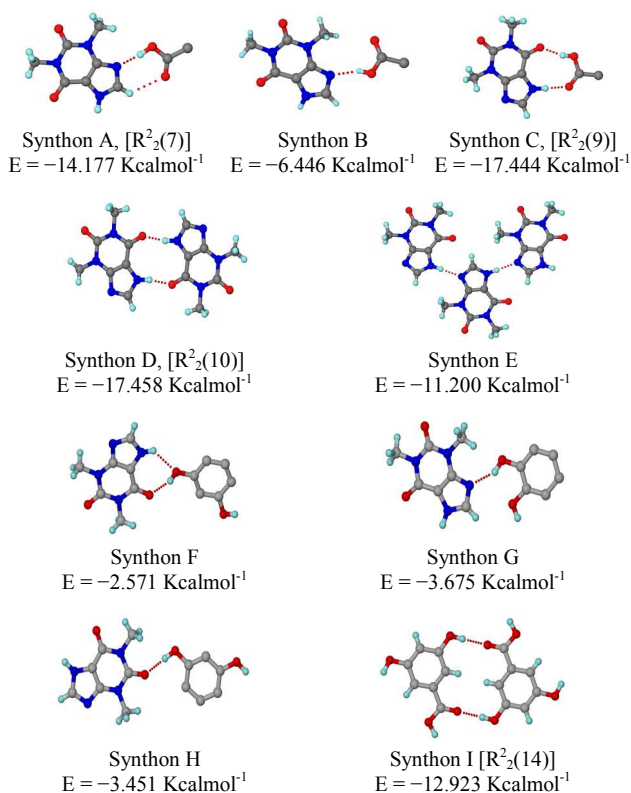 Synthon A, [R²₂(7)]
E = −14.177 Kcalmol⁻¹
Synthon B
E = −6.446 Kcalmol⁻¹
Synthon C, [R²₂(9)]
E = −17.444 Kcalmol⁻¹
Synthon D, [R²₂(10)]
E = −17.458 Kcalmol⁻¹
Synthon E
E = −11.200 Kcalmol⁻¹
Synthon F
E = −2.571 Kcalmol⁻¹
Synthon G
E = −3.675 Kcalmol⁻¹
Synthon H
E = −3.451 Kcalmol⁻¹
Synthon I [R²₂(14)]
E = −12.923 Kcalmol⁻¹